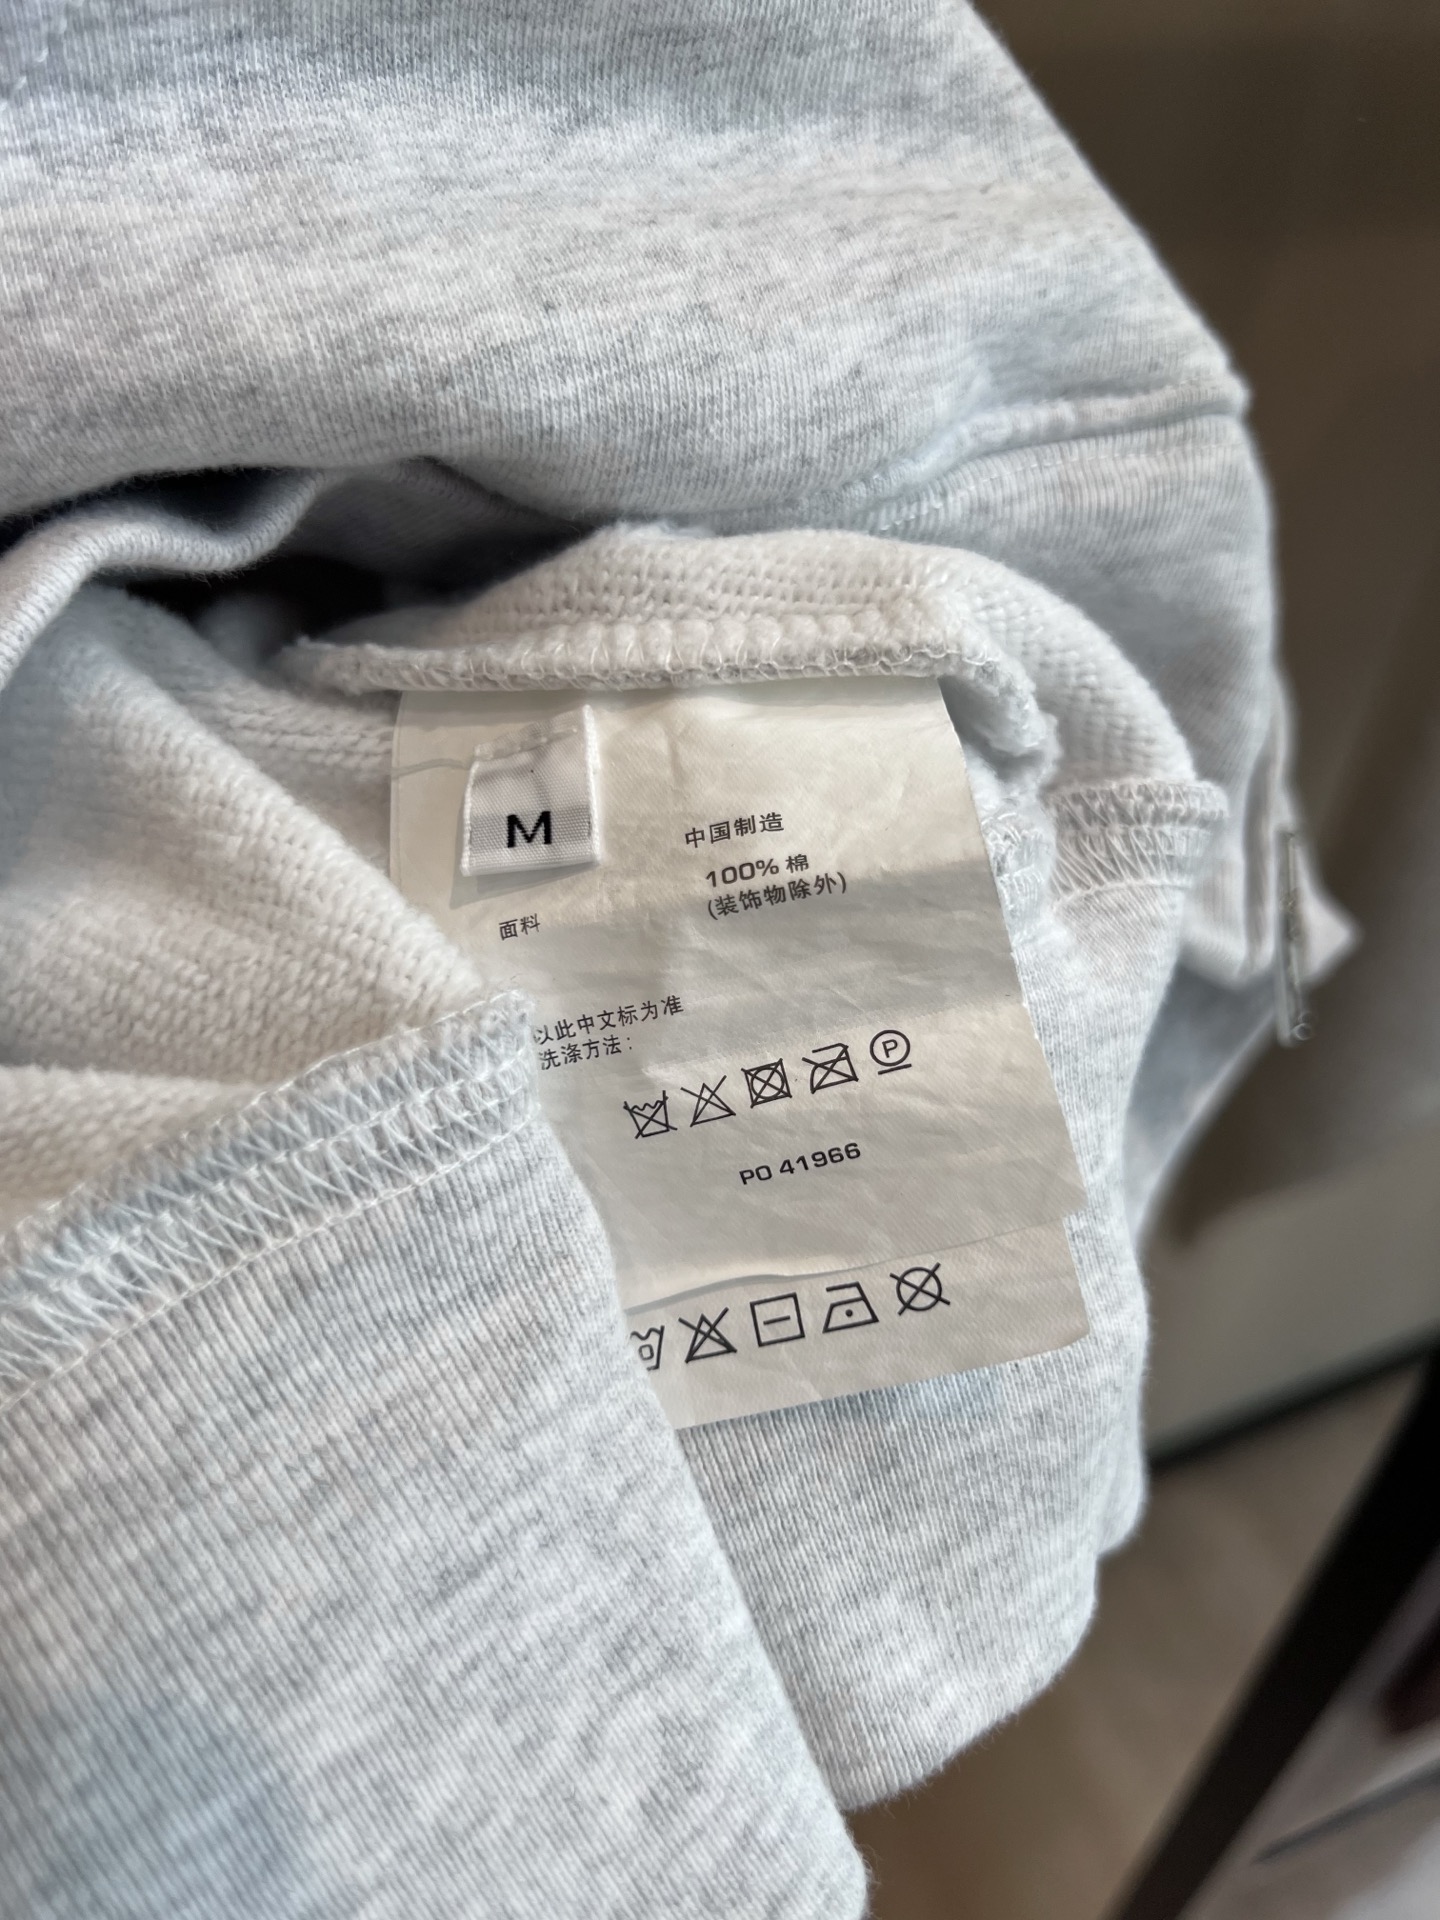 M
中国制造
100% 棉
(装饰物除外)
面料
以此中文标为准
洗涤方法：
P
PO 41966